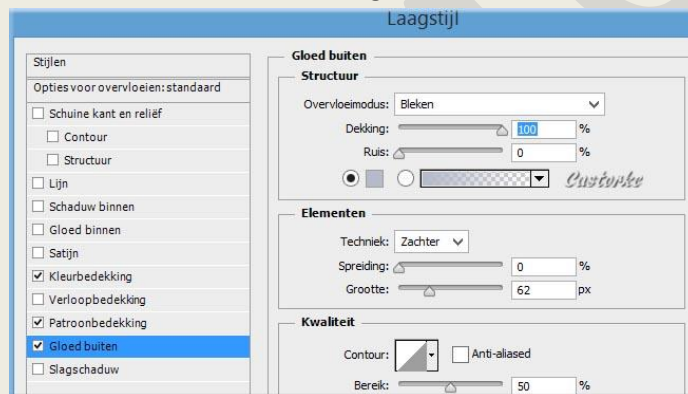 Laagstijl
Stijlen
Opties voor overvloeien: standaard
Schuine kant en reliëf
Contour
Structuur
Lijn
Schaduw binnen
Gloed binnen
Satijn
Kleurbedekking
Verloopbedekking
Patroonbedekking
Gloed buiten
Slagschaduw
Gloed buiten
Structuur
Overvloeimodus: Bleken
Dekking: 100 %
Ruis: 0 %
Custorke
Elementen
Techniek: Zachter
Spreiding: 0 %
Grootte: 62 px
Kwaliteit
Contour: Anti-aliased
Bereik: 50 %